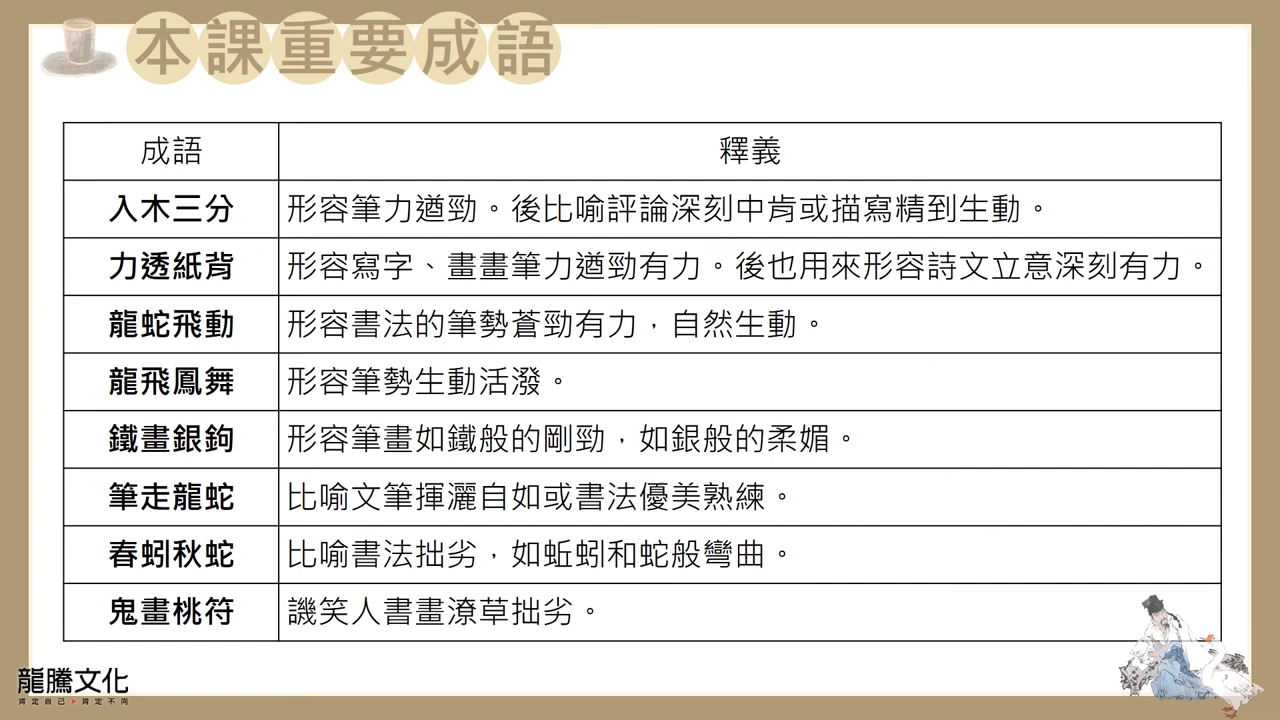 本課重要成語
成語 釋義
入木三分 形容筆力遒勁。後比喻評論深刻中肯或描寫精到生動。
力透紙背 形容寫字、畫畫筆力遒勁有力。後也用來形容詩文立意深刻有力。
龍蛇飛動 形容書法的筆勢蒼勁有力，自然生動。
龍飛鳳舞 形容筆勢生動活潑。
鐵畫銀鉤 形容筆畫如鐵般的剛勁，如銀般的柔媚。
筆走龍蛇 比喻文筆揮灑自如或書法優美熟練。
春蚓秋蛇 比喻書法拙劣，如蚯蚓和蛇般彎曲。
鬼畫桃符 譏笑人書畫潦草拙劣。
龍騰文化
肯定自己➤肯定不同